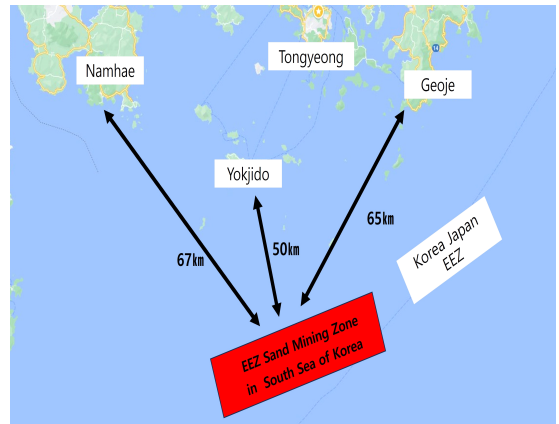 Tongyeong
Namhae
Geoje
14
Yokjido
65㎞
50㎞
67㎞
Korea Japan
EEZ
EEZ Sand Mining Zone
in South Sea of Korea